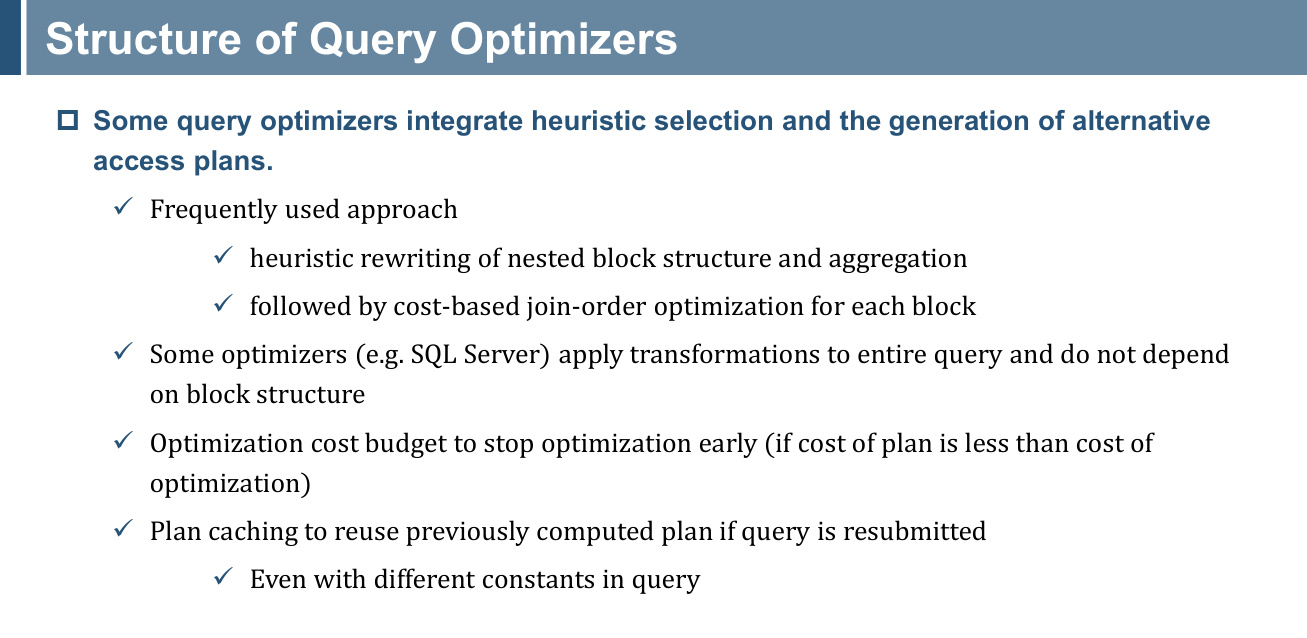 Structure of Query Optimizers
Some query optimizers integrate heuristic selection and the generation of alternative
access plans.
Frequently used approach
heuristic rewriting of nested block structure and aggregation
followed by cost-based join-order optimization for each block
Some optimizers (e.g. SQL Server) apply transformations to entire query and do not depend
on block structure
Optimization cost budget to stop optimization early (if cost of plan is less than cost of
optimization)
Plan caching to reuse previously computed plan if query is resubmitted
Even with different constants in query